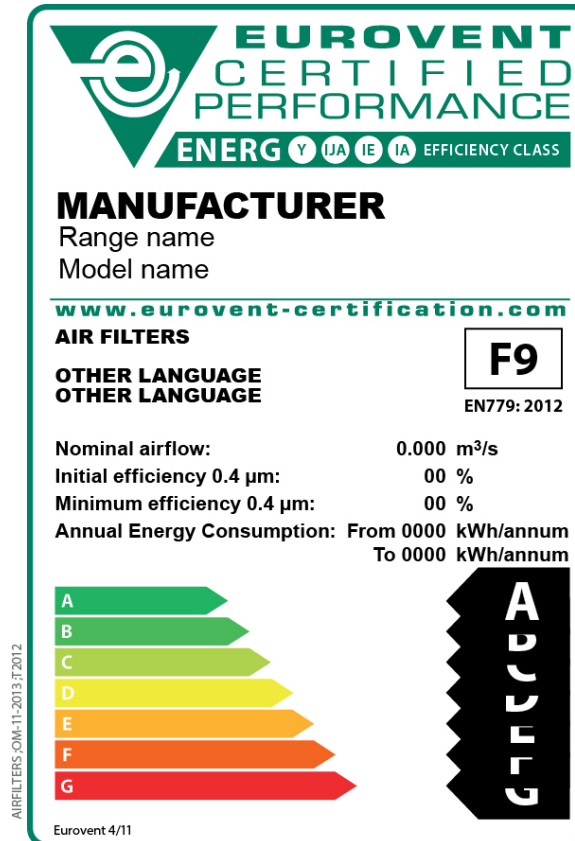 EUROVENT
CERTIFIED
PERFORMANCE
ENERG Y IJA IE IA EFFICIENCY CLASS
MANUFACTURER
Range name
Model name
www.eurovent-certification.com
AIR FILTERS
F9
OTHER LANGUAGE
OTHER LANGUAGE
EN779: 2012
Nominal airflow: 0.000 m³/s
Initial efficiency 0.4 µm: 00 %
Minimum efficiency 0.4 µm: 00 %
Annual Energy Consumption: From 0000 kWh/annum
To 0000 kWh/annum
A
B
C
D
E
F
G
A
B
C
D
E
F
G
AIRFILTERS;OM-11-2013;T2012
Eurovent 4/11